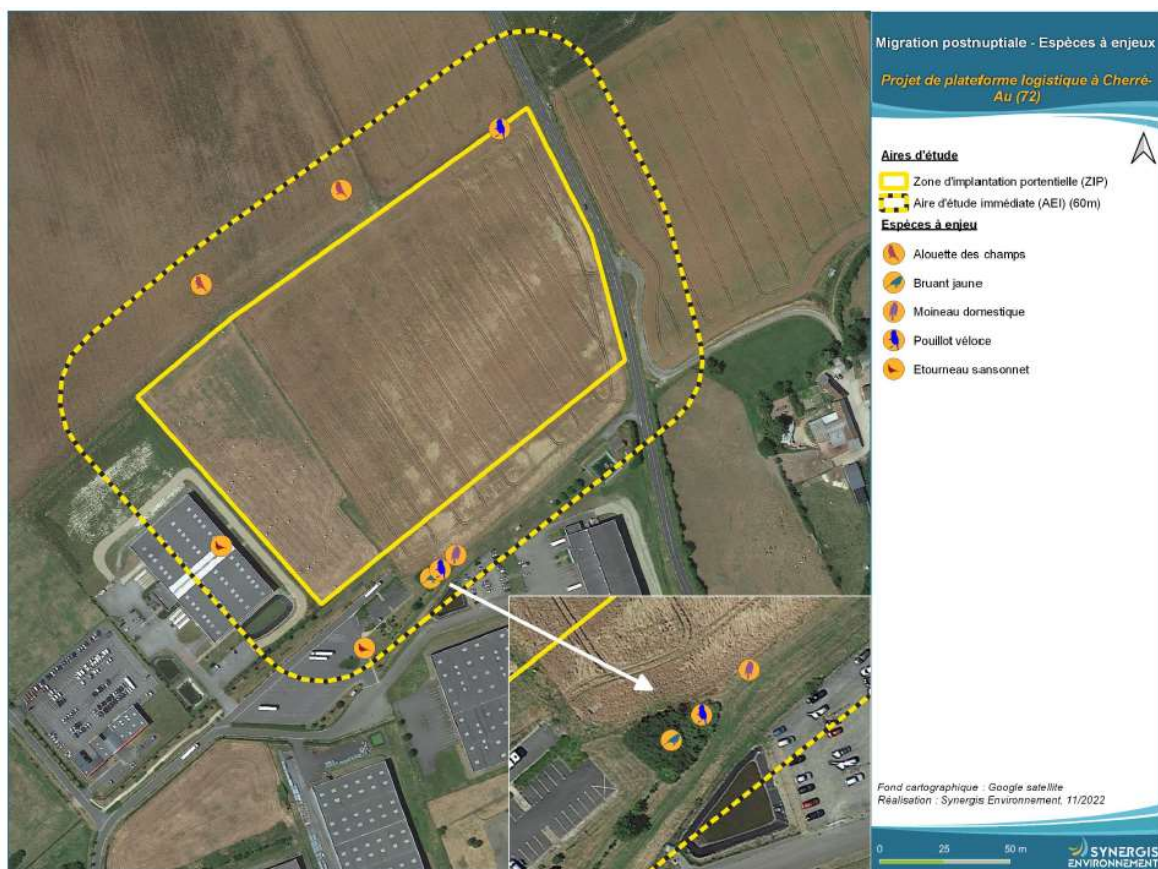 Migration postnuptiale - Espèces à enjeux
Projet de plateforme logistique à Cherré-
Au (72)
Aires d'étude
Zone d'implantation portentielle (ZIP)
Aire d'étude immédiate (AEI) (60m)
Espèces à enjeu
Alouette des champs
Bruant jaune
Moineau domestique
Pouillot véloce
Etourneau sansonnet
Fond cartographique : Google satellite
Réalisation : Synergis Environnement, 11/2022
0 25 50 m
SYNERGIS
ENVIRONNEMENT